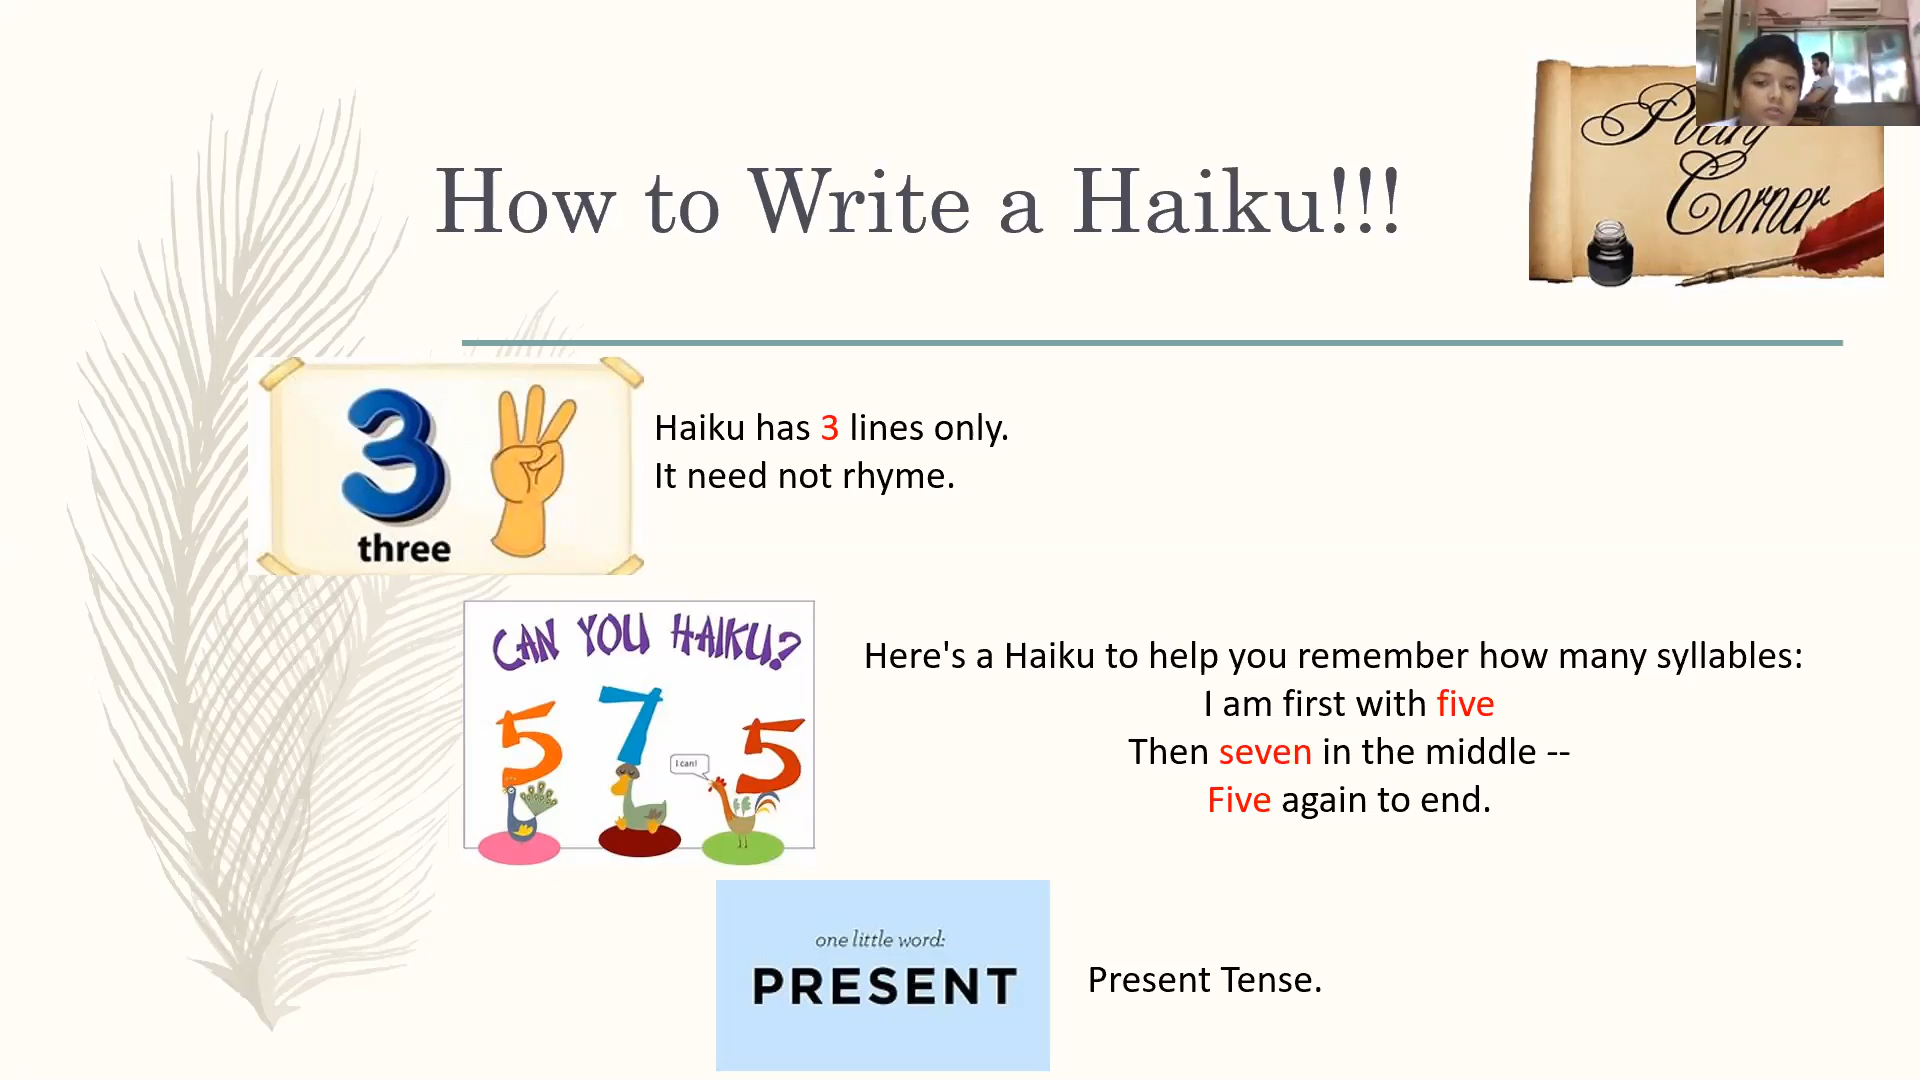 How to Write a Haiku!!!
Poetry
Corner
3
three
Haiku has 3 lines only.
It need not rhyme.
CAN YOU HAIKU?
5 7 5
I can!
Here's a Haiku to help you remember how many syllables:
I am first with five
Then seven in the middle --
Five again to end.
one little word:
PRESENT
Present Tense.